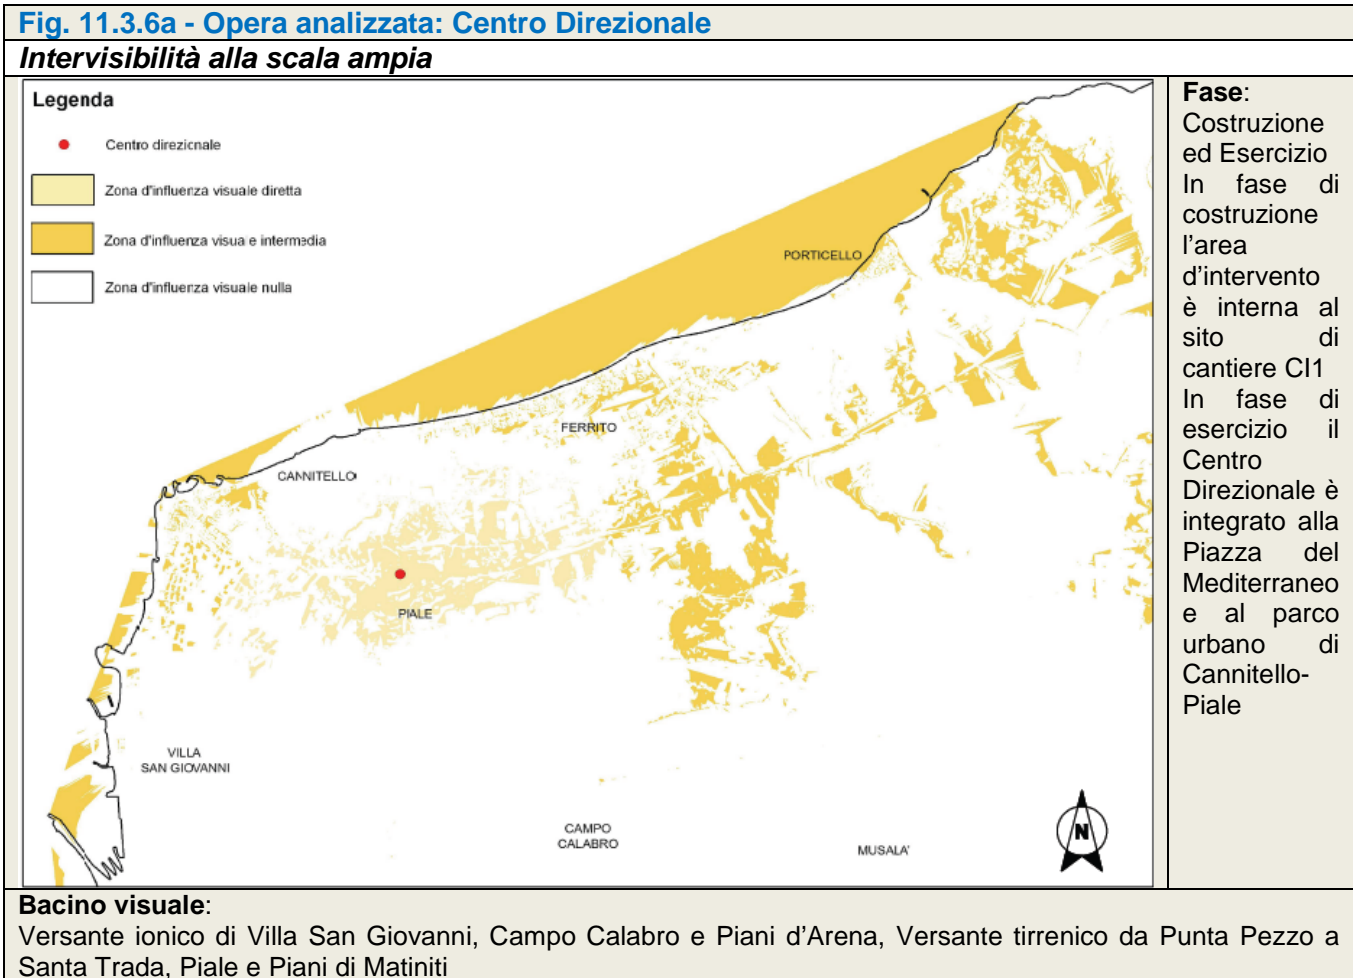 Fig. 11.3.6a - Opera analizzata: Centro Direzionale
Intervisibilità alla scala ampia
Legenda
Centro direzionale
Zona d'influenza visuale diretta
Zona d'influenza visua e intermedia
Zona d'influenza visuale nulla
PORTICELLO
FERRITO
CANNITELLO
PIALE
VILLA
SAN GIOVANNI
CAMPO
CALABRO
MUSALA'
N
Fase:
Costruzione
ed Esercizio
In fase di
costruzione
l’area
d’intervento
è interna al
sito di
cantiere CI1
In fase di
esercizio il
Centro
Direzionale è
integrato alla
Piazza del
Mediterraneo
e al parco
urbano di
Cannitello-
Piale
Bacino visuale:
Versante ionico di Villa San Giovanni, Campo Calabro e Piani d’Arena, Versante tirrenico da Punta Pezzo a
Santa Trada, Piale e Piani di Matiniti